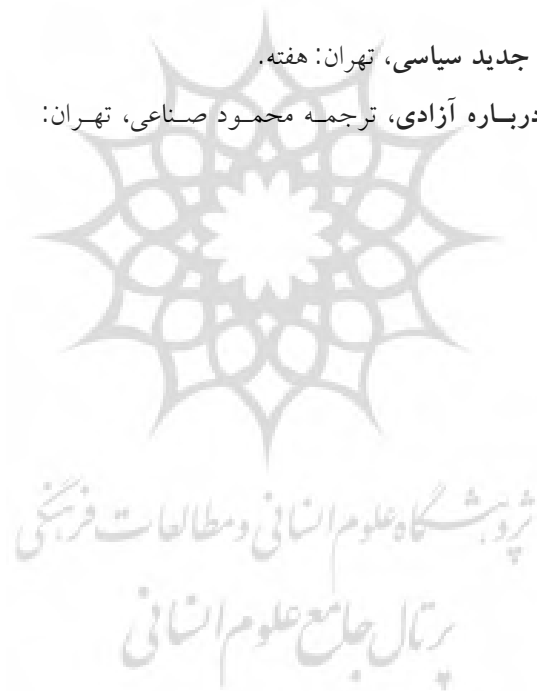 جدید سیاسی، تهران: هفته.
درباره آزادی، ترجمه محمود صناعی، تهران:
پژوهشگاه علوم انسانی و مطالعات فرهنگی
پرتال جامع علوم انسانی